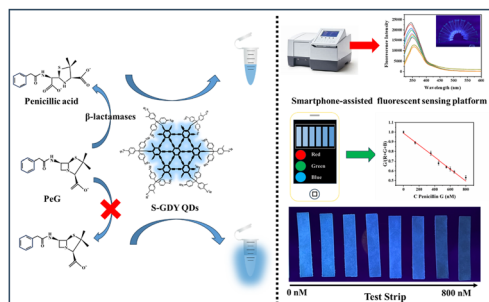 Penicillic acid
β-lactamases
PeG
S-GDY QDs
Fluorescence Intensity
Wavelength (nm)
Smartphone-assisted fluorescent sensing platform
Red
Green
Blue
G/(R+G+B)
C Penicillin G (nM)
0 nM
800 nM
Test Strip